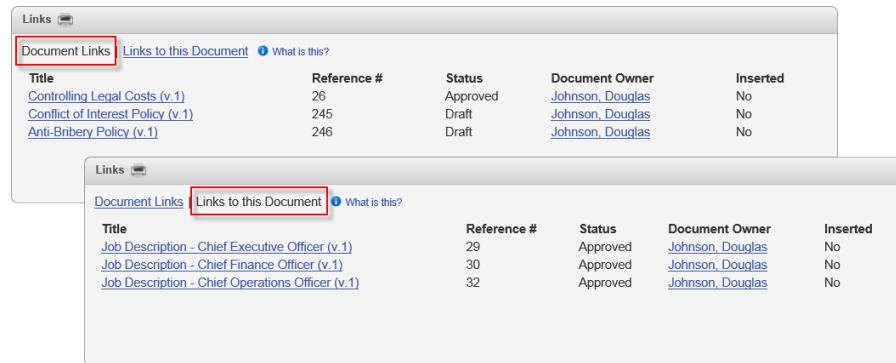 Links
Document Links | Links to this Document What is this?
Title Reference # Status Document Owner Inserted
Controlling Legal Costs (v.1) 26 Approved Johnson, Douglas No
Conflict of Interest Policy (v.1) 245 Draft Johnson, Douglas No
Anti-Bribery Policy (v.1) 246 Draft Johnson, Douglas No
Links
Document Links | Links to this Document What is this?
Title Reference # Status Document Owner Inserted
Job Description - Chief Executive Officer (v.1) 29 Approved Johnson, Douglas No
Job Description - Chief Finance Officer (v.1) 30 Approved Johnson, Douglas No
Job Description - Chief Operations Officer (v.1) 32 Approved Johnson, Douglas No